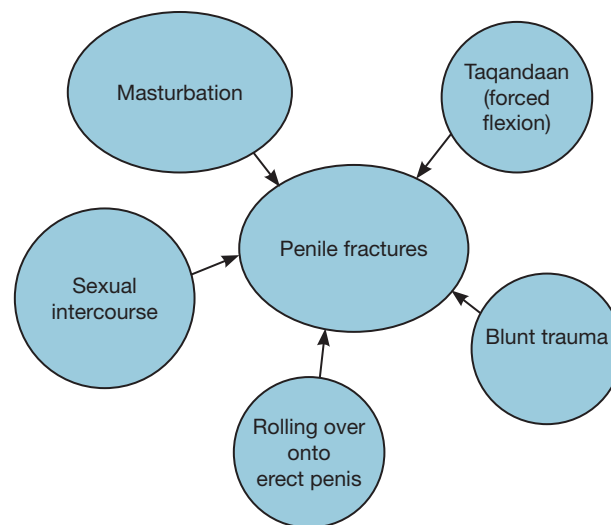 Masturbation
Taqandaan
(forced
flexion)
Penile fractures
Sexual
intercourse
Blunt trauma
Rolling over
onto
erect penis